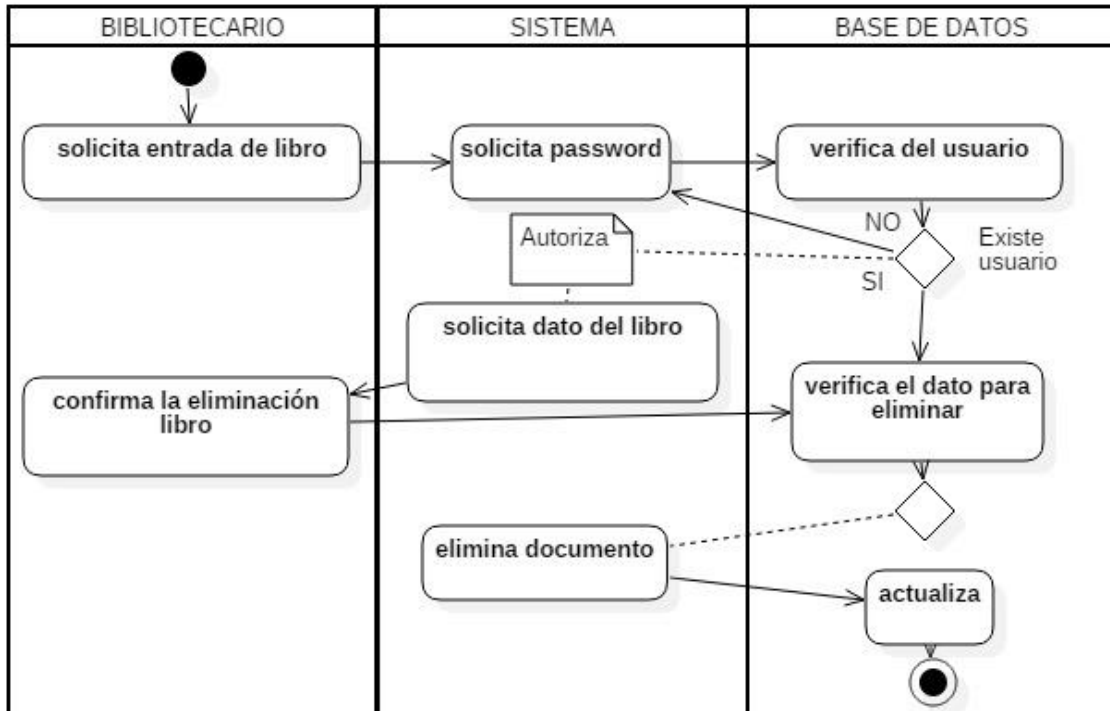 BIBLIOTECARIO
SISTEMA
BASE DE DATOS
solicita entrada de libro
solicita password
verifica del usuario
NO
Existe
usuario
Autoriza
SI
solicita dato del libro
confirma la eliminación
libro
verifica el dato para
eliminar
elimina documento
actualiza